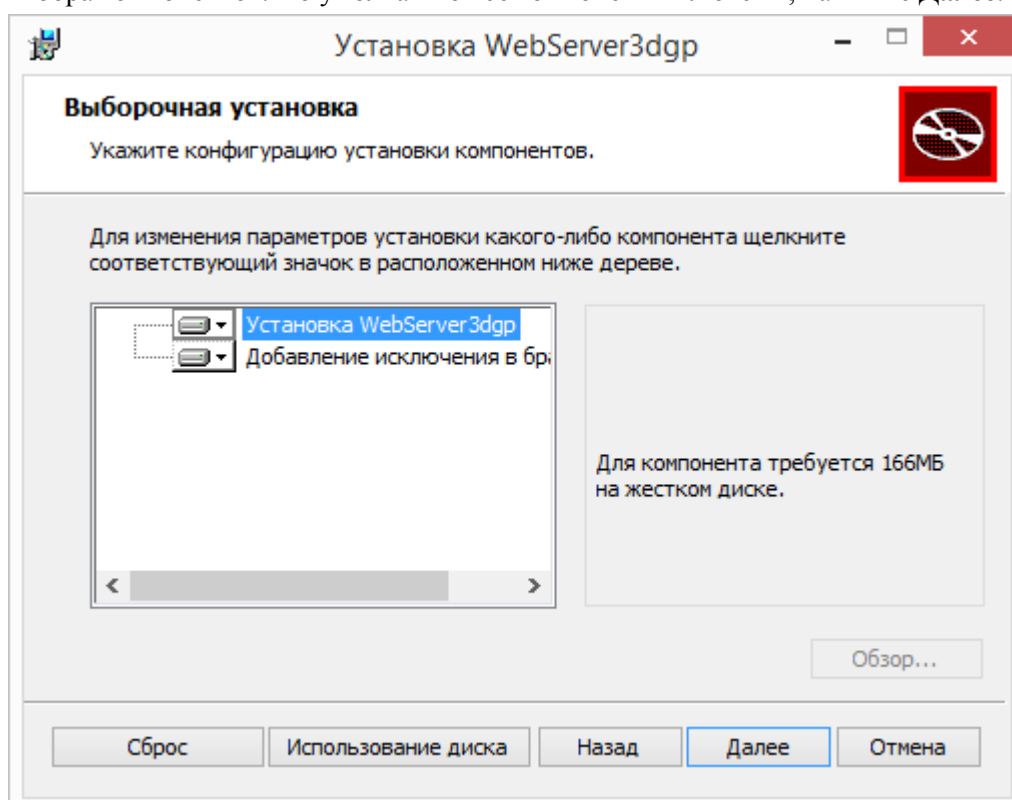 Установка WebServer3dgp
Выборочная установка
Укажите конфигурацию установки компонентов.
Для изменения параметров установки какого-либо компонента щелкните
соответствующий значок в расположенном ниже дереве.
Установка WebServer3dgp
Добавление исключения в бра
Для компонента требуется 166МБ
на жестком диске.
Обзор...
Сброс
Использование диска
Назад
Далее
Отмена